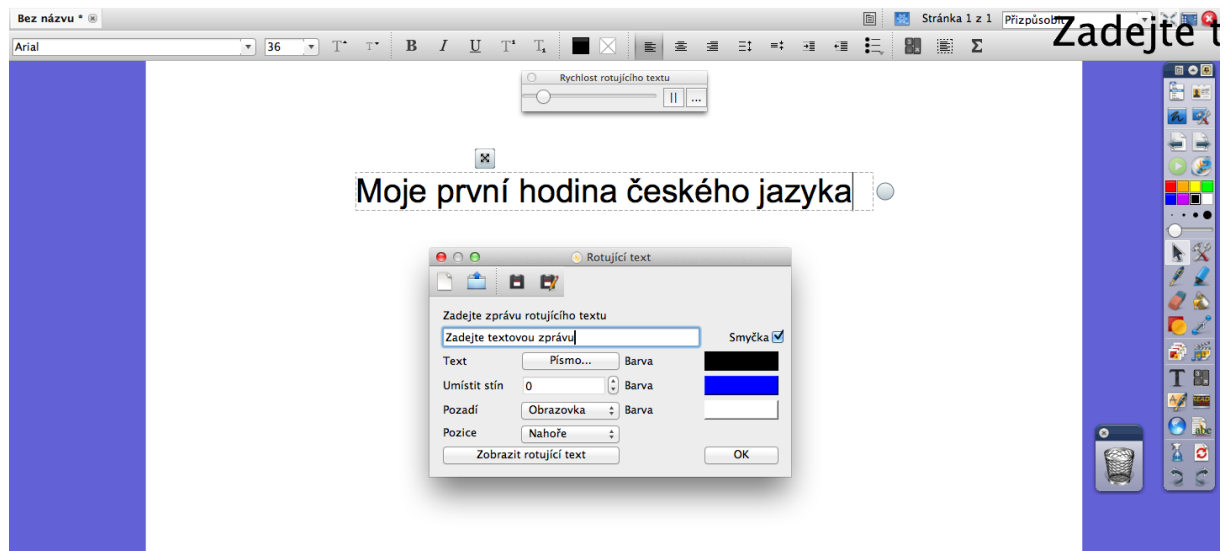 Bez názvu *
Stránka 1 z 1
Přizpůsobit
Zadejte t
Arial
36
B I U T T
Σ
Rychlost rotujícího textu
...
Moje první hodina českého jazyka
Rotující text
Zadejte zprávu rotujícího textu
Zadejte textovou zprávu
Smyčka
Text Písmo... Barva
Umístit stín 0 Barva
Pozadí Obrazovka Barva
Pozice Nahoře
Zobrazit rotující text OK